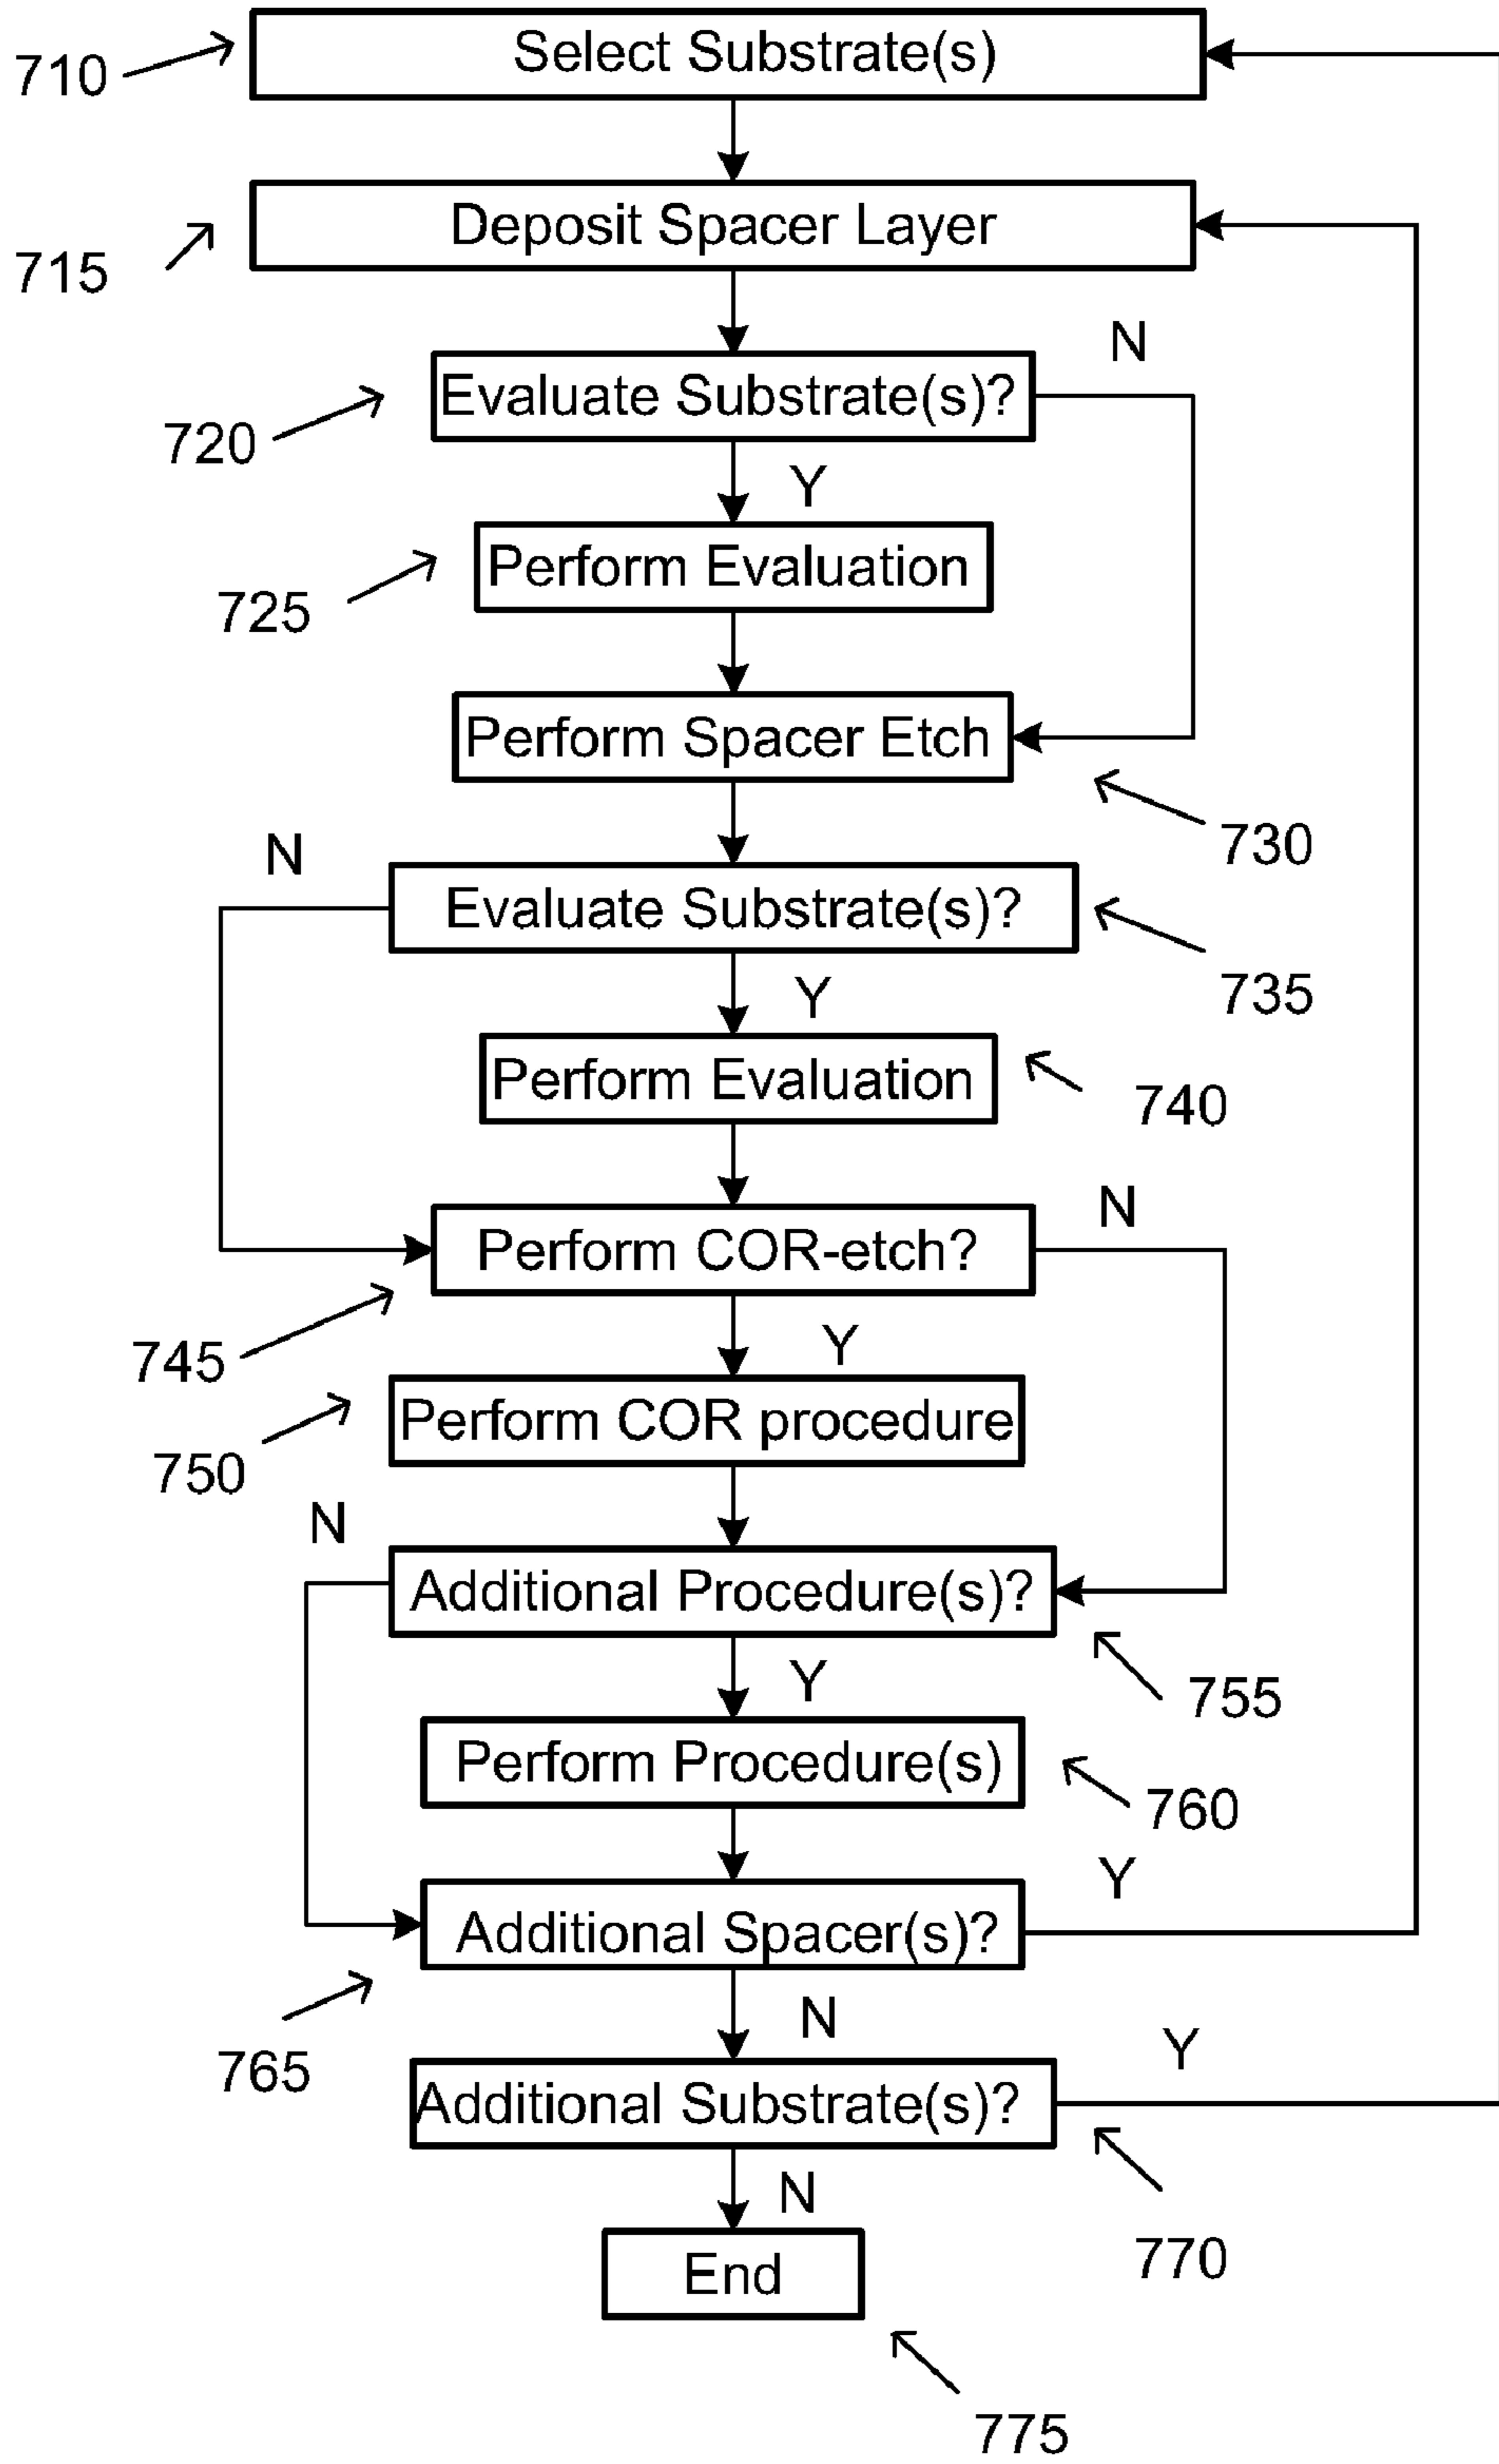 Select Substrate(s)
710
Deposit Spacer Layer
715
N
Evaluate Substrate(s)?
720
Y
Perform Evaluation
725
Perform Spacer Etch
730
N
Evaluate Substrate(s)?
735
Y
Perform Evaluation
740
N
Perform COR-etch?
745
Y
Perform COR procedure
750
N
Additional Procedure(s)?
755
Y
Perform Procedure(s)
760
Y
Additional Spacer(s)?
765
N
Y
Additional Substrate(s)?
770
N
End
775